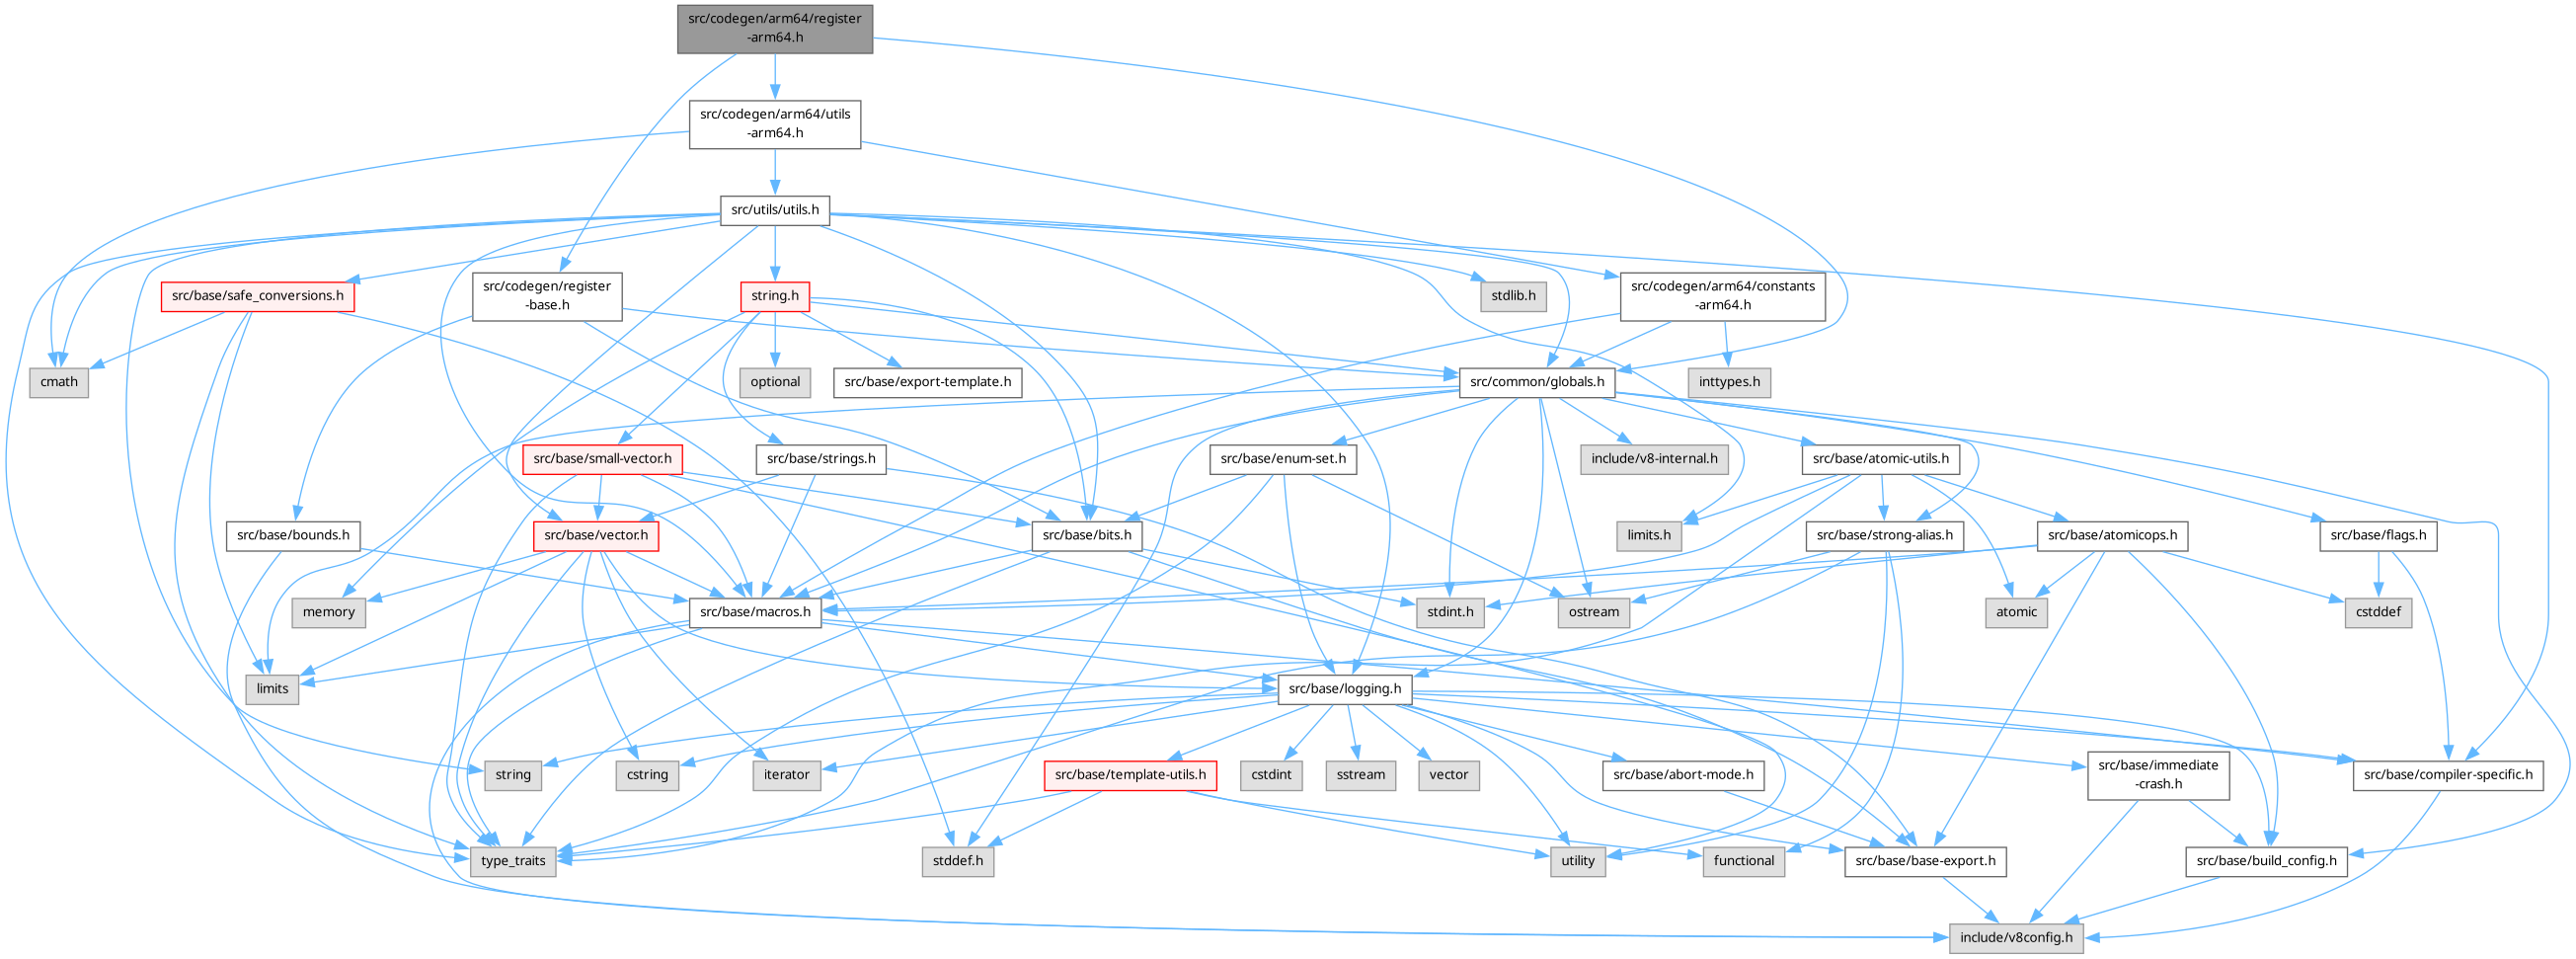 src/codegen/arm64/register
-arm64.h
src/codegen/arm64/utils
-arm64.h
src/utils/utils.h
src/base/safe_conversions.h
src/codegen/register
-base.h
string.h
stdlib.h
src/codegen/arm64/constants
-arm64.h
cmath
optional
src/base/export-template.h
src/common/globals.h
inttypes.h
src/base/small-vector.h
src/base/strings.h
src/base/enum-set.h
include/v8-internal.h
src/base/atomic-utils.h
src/base/bounds.h
src/base/vector.h
src/base/bits.h
limits.h
src/base/strong-alias.h
src/base/atomicops.h
src/base/flags.h
memory
src/base/macros.h
stdint.h
ostream
atomic
cstddef
limits
src/base/logging.h
string
cstring
iterator
src/base/template-utils.h
cstdint
sstream
vector
src/base/abort-mode.h
src/base/immediate
-crash.h
src/base/compiler-specific.h
type_traits
stddef.h
utility
functional
src/base/base-export.h
src/base/build_config.h
include/v8config.h